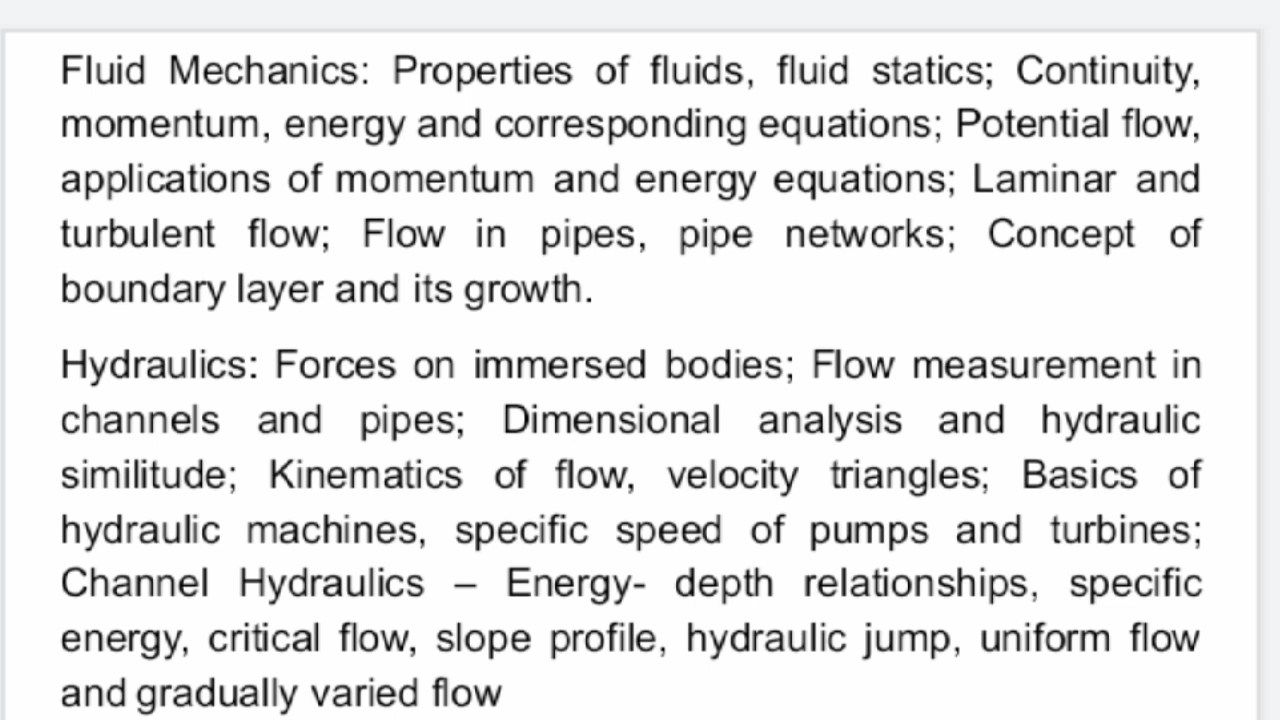 Fluid Mechanics: Properties of fluids, fluid statics; Continuity,
momentum, energy and corresponding equations; Potential flow,
applications of momentum and energy equations; Laminar and
turbulent flow; Flow in pipes, pipe networks; Concept of
boundary layer and its growth.
Hydraulics: Forces on immersed bodies; Flow measurement in
channels and pipes; Dimensional analysis and hydraulic
similitude; Kinematics of flow, velocity triangles; Basics of
hydraulic machines, specific speed of pumps and turbines;
Channel Hydraulics – Energy- depth relationships, specific
energy, critical flow, slope profile, hydraulic jump, uniform flow
and gradually varied flow